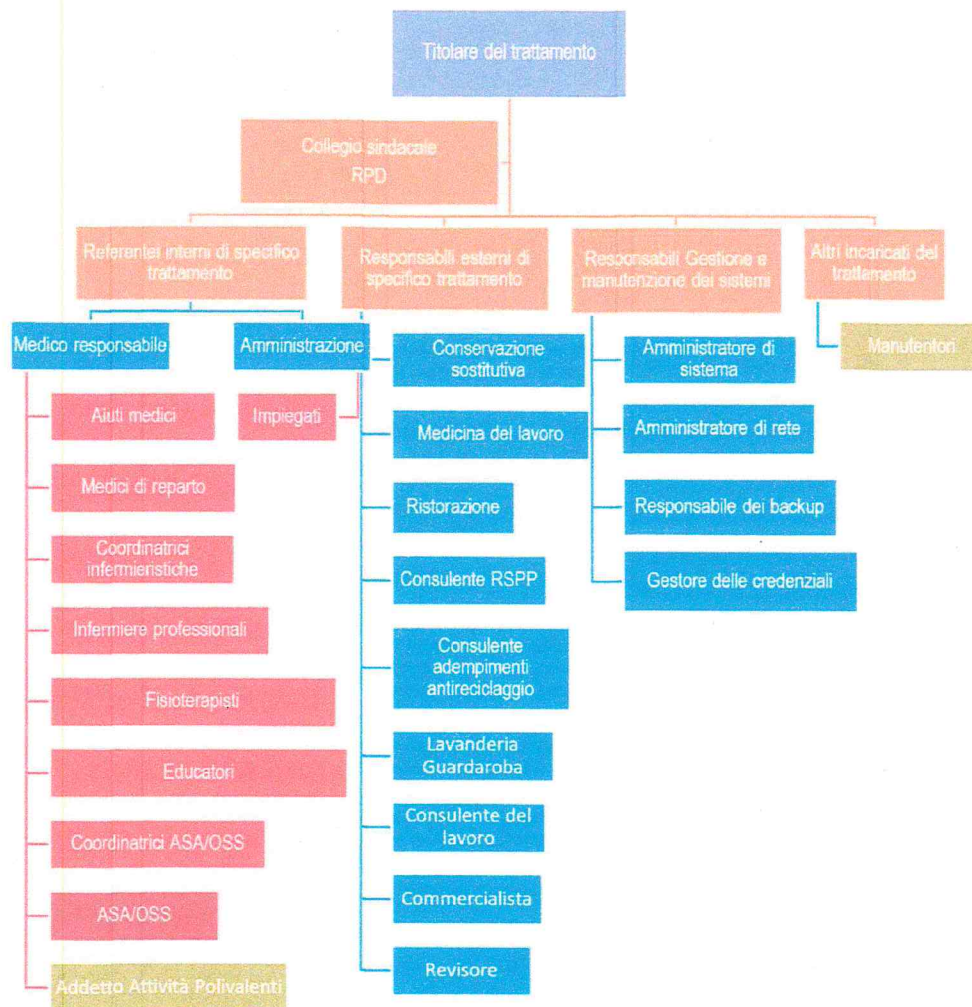 Titolare del trattamento
Collegio sindacale
RPD
Referentei interni di specifico
trattamento
Responsabili esterni di
specifico trattamento
Responsabili Gestione e
manutenzione dei sistemi
Altri incaricati del
trattamento
Medico responsabile
Amministrazione
Aiuti medici
Medici di reparto
Coordinatrici
infermieristiche
Infermiere professionali
Fisioterapisti
Educatori
Coordinatrici ASA/OSS
ASA/OSS
Addetto Attività Polivalenti
Impiegati
Conservazione
sostitutiva
Medicina del lavoro
Ristorazione
Consulente RSPP
Consulente
adempimenti
antireciclaggio
Lavanderia
Guardaroba
Consulente del
lavoro
Commercialista
Revisore
Amministratore di
sistema
Amministratore di rete
Responsabile dei backup
Gestore delle credenziali
Manutentori